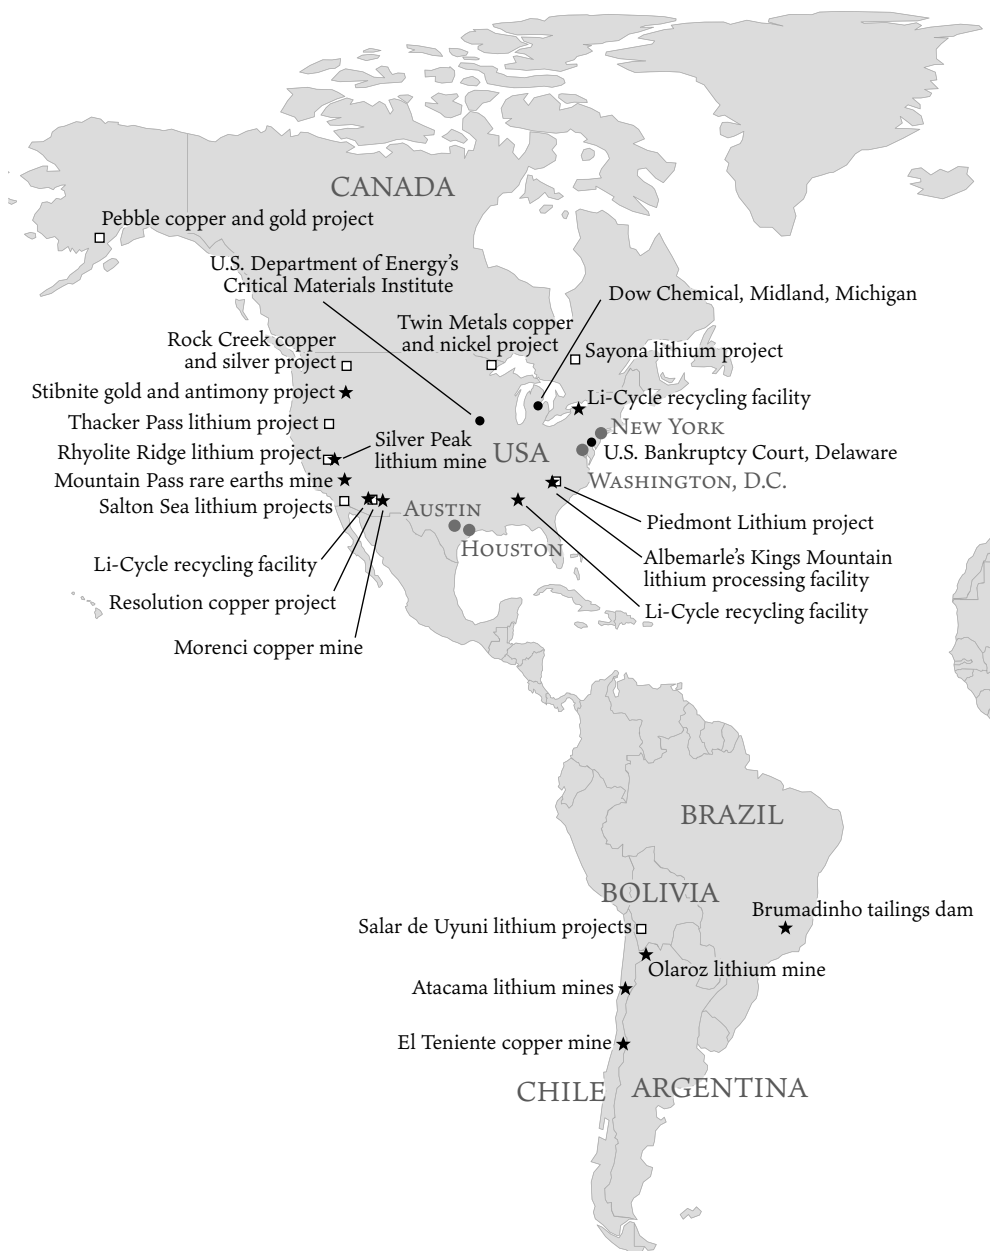 CANADA
Pebble copper and gold project
U.S. Department of Energy's
Critical Materials Institute
Dow Chemical, Midland, Michigan
Twin Metals copper
and nickel project
Rock Creek copper
and silver project
Sayona lithium project
Stibnite gold and antimony project
Li-Cycle recycling facility
Thacker Pass lithium project
New York
Silver Peak
lithium mine
Rhyolite Ridge lithium project
USA
U.S. Bankruptcy Court, Delaware
Mountain Pass rare earths mine
Washington, D.C.
Salton Sea lithium projects
Austin
Piedmont Lithium project
Houston
Li-Cycle recycling facility
Albemarle's Kings Mountain
lithium processing facility
Resolution copper project
Li-Cycle recycling facility
Morenci copper mine
BRAZIL
BOLIVIA
Brumadinho tailings dam
Salar de Uyuni lithium projects
Olaroz lithium mine
Atacama lithium mines
El Teniente copper mine
CHILE
ARGENTINA